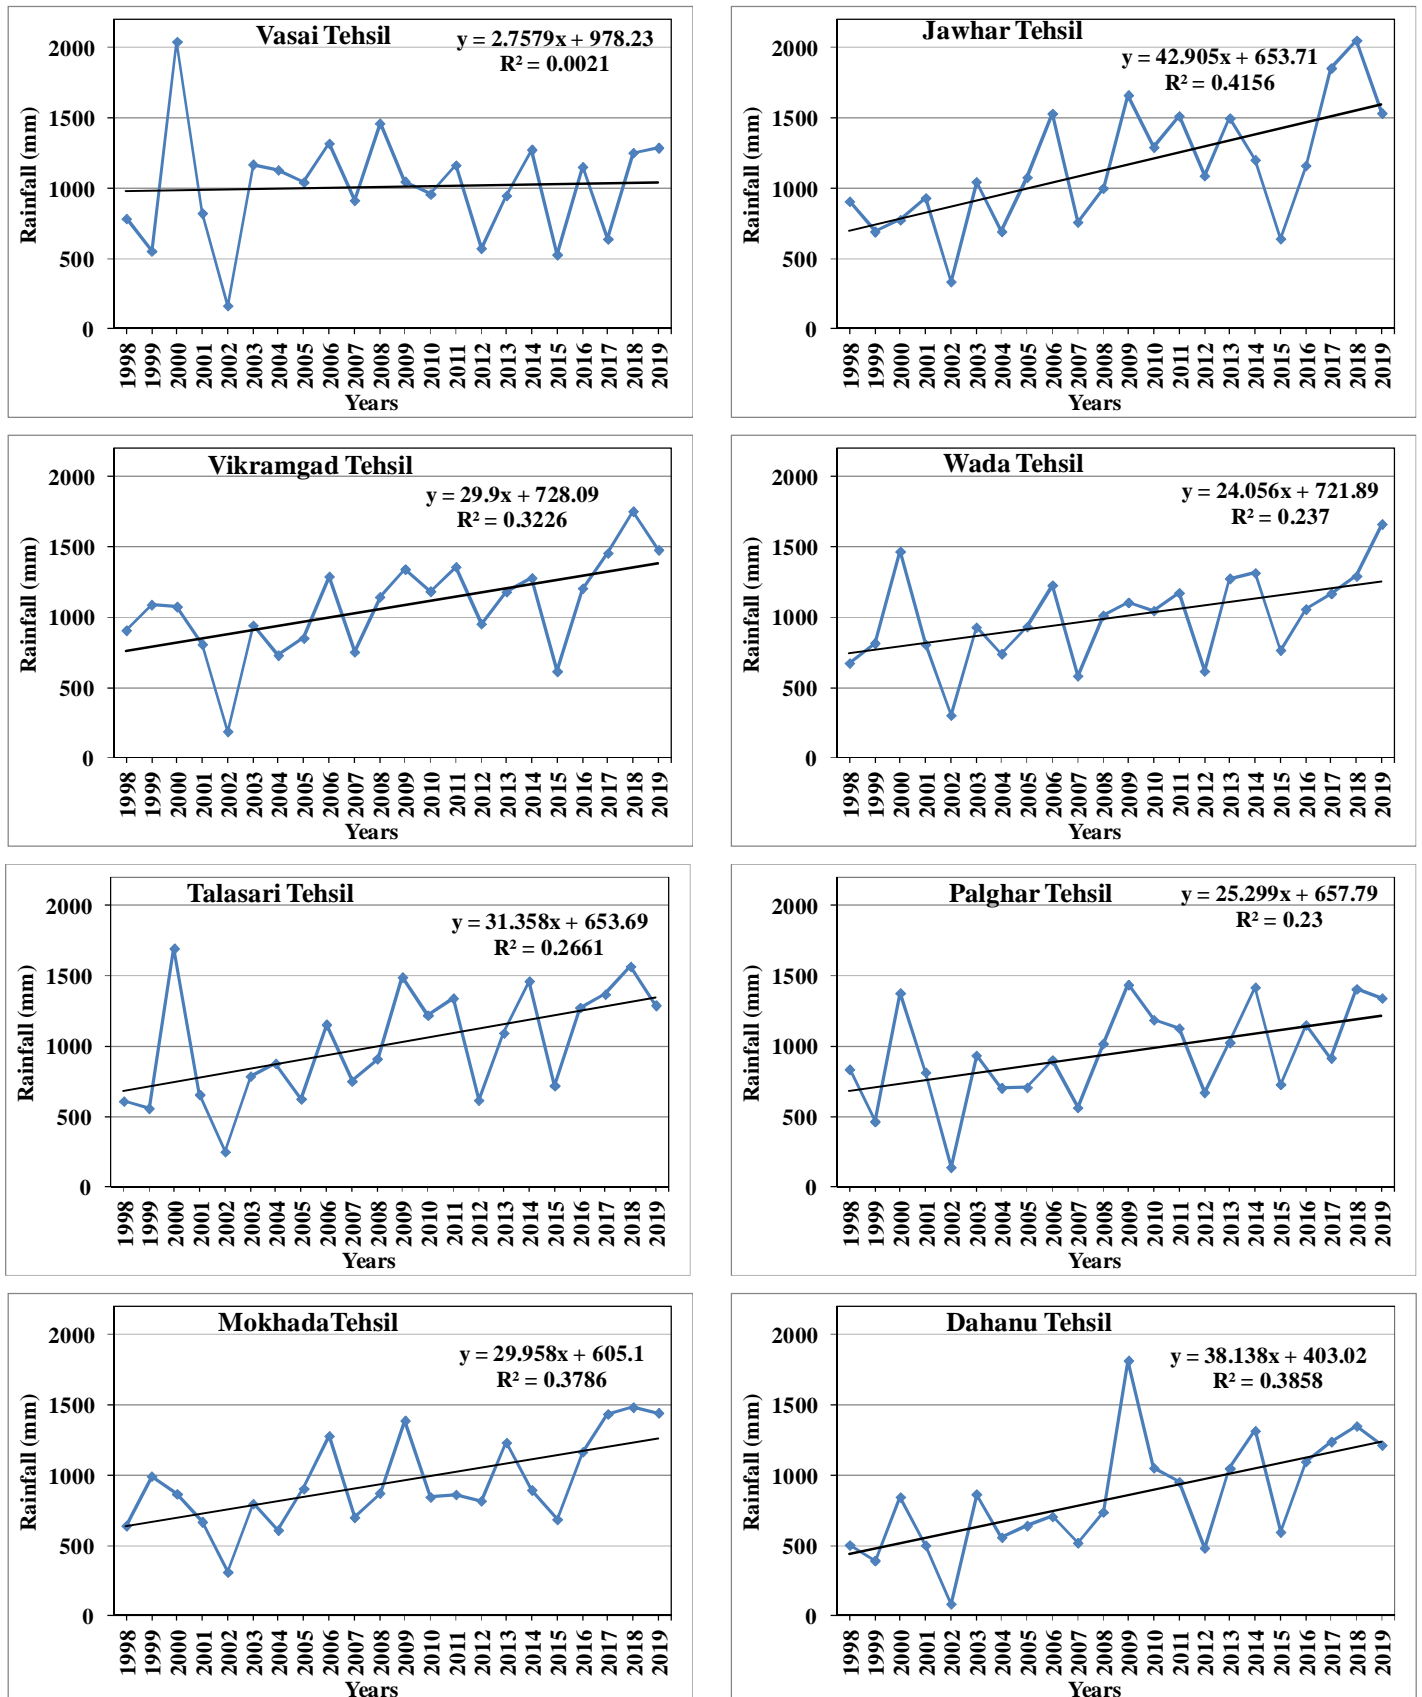 Vasai Tehsil
y = 2.7579x + 978.23
R² = 0.0021
Rainfall (mm)
2000
1500
1000
500
0
1998 1999 2000 2001 2002 2003 2004 2005 2006 2007 2008 2009 2010 2011 2012 2013 2014 2015 2016 2017 2018 2019
Years
Jawhar Tehsil
y = 42.905x + 653.71
R² = 0.4156
Rainfall (mm)
2000
1500
1000
500
0
1998 1999 2000 2001 2002 2003 2004 2005 2006 2007 2008 2009 2010 2011 2012 2013 2014 2015 2016 2017 2018 2019
Years
Vikramgad Tehsil
y = 29.9x + 728.09
R² = 0.3226
Rainfall (mm)
2000
1500
1000
500
0
1998 1999 2000 2001 2002 2003 2004 2005 2006 2007 2008 2009 2010 2011 2012 2013 2014 2015 2016 2017 2018 2019
Years
Wada Tehsil
y = 24.056x + 721.89
R² = 0.237
Rainfall (mm)
2000
1500
1000
500
0
1998 1999 2000 2001 2002 2003 2004 2005 2006 2007 2008 2009 2010 2011 2012 2013 2014 2015 2016 2017 2018 2019
Years
Talasari Tehsil
y = 31.358x + 653.69
R² = 0.2661
Rainfall (mm)
2000
1500
1000
500
0
1998 1999 2000 2001 2002 2003 2004 2005 2006 2007 2008 2009 2010 2011 2012 2013 2014 2015 2016 2017 2018 2019
Years
Palghar Tehsil
y = 25.299x + 657.79
R² = 0.23
Rainfall (mm)
2000
1500
1000
500
0
1998 1999 2000 2001 2002 2003 2004 2005 2006 2007 2008 2009 2010 2011 2012 2013 2014 2015 2016 2017 2018 2019
Years
MokhadaTehsil
y = 29.958x + 605.1
R² = 0.3786
Rainfall (mm)
2000
1500
1000
500
0
1998 1999 2000 2001 2002 2003 2004 2005 2006 2007 2008 2009 2010 2011 2012 2013 2014 2015 2016 2017 2018 2019
Years
Dahanu Tehsil
y = 38.138x + 403.02
R² = 0.3858
Rainfall (mm)
2000
1500
1000
500
0
1998 1999 2000 2001 2002 2003 2004 2005 2006 2007 2008 2009 2010 2011 2012 2013 2014 2015 2016 2017 2018 2019
Years